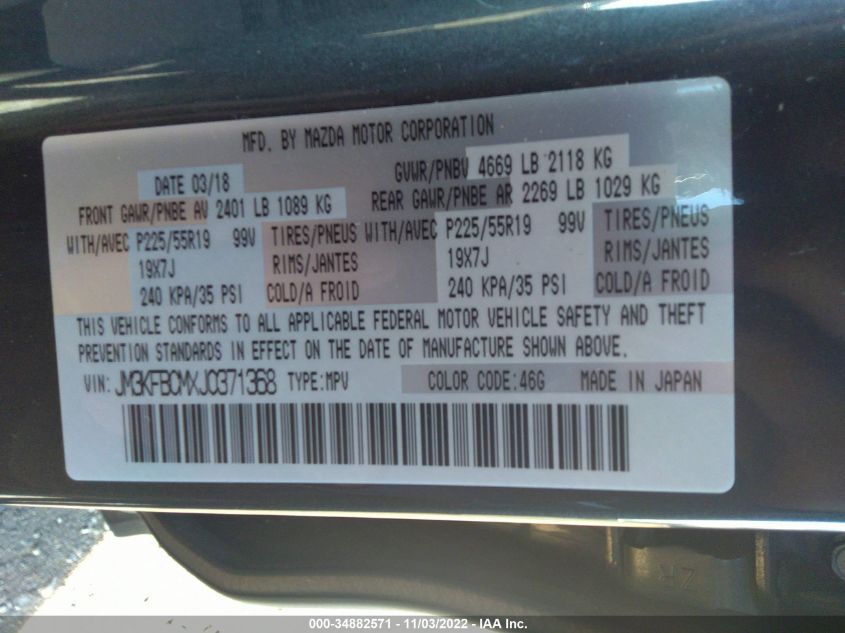 MFD. BY MAZDA MOTOR CORPORATION
DATE 03/18 GVWR/PNBV 4669 LB 2118 KG
FRONT GAWR/PNBE AV 2401 LB 1089 KG REAR GAWR/PNBE AR 2269 LB 1029 KG
WITH/AVEC P225/55R19 99V TIRES/PNEUS WITH/AVEC P225/55R19 99V TIRES/PNEUS
19X7J RIMS/JANTES 19X7J RIMS/JANTES
240 KPA/35 PSI COLD/A FROID 240 KPA/35 PSI COLD/A FROID
THIS VEHICLE CONFORMS TO ALL APPLICABLE FEDERAL MOTOR VEHICLE SAFETY AND THEFT
PREVENTION STANDARDS IN EFFECT ON THE DATE OF MANUFACTURE SHOWN ABOVE.
VIN: JM3KFBCMXJ0371368 TYPE:MPV COLOR CODE:46G MADE IN JAPAN
000-34882571 - 11/03/2022 - IAA Inc.